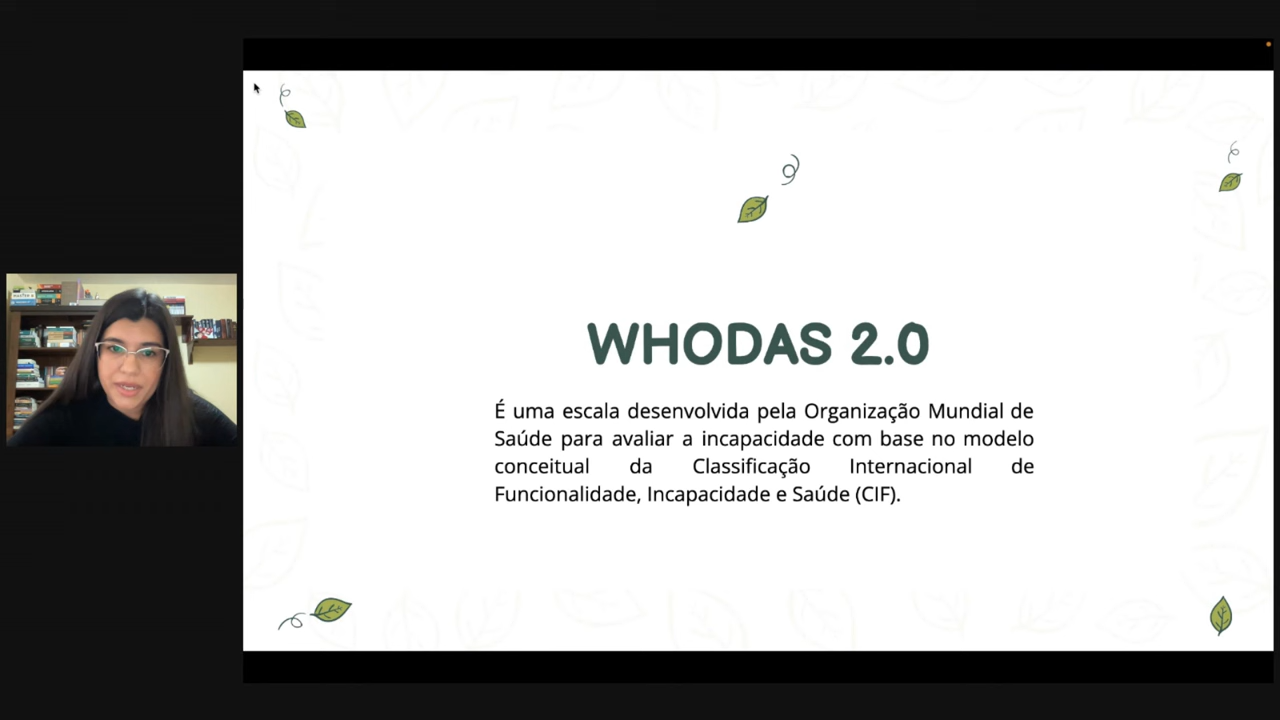 WHODAS 2.0
É uma escala desenvolvida pela Organização Mundial de
Saúde para avaliar a incapacidade com base no modelo
conceitual da Classificação Internacional de
Funcionalidade, Incapacidade e Saúde (CIF).